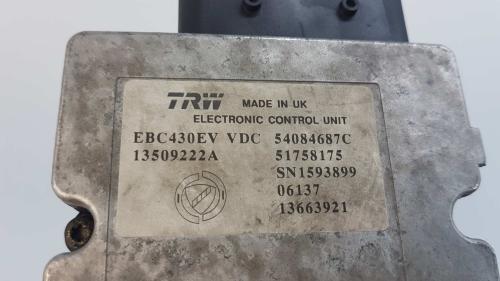 TRW MADE IN UK
ELECTRONIC CONTROL UNIT
EBC430EV VDC 54084687C
13509222A 51758175
SN1593899
06137
13663921